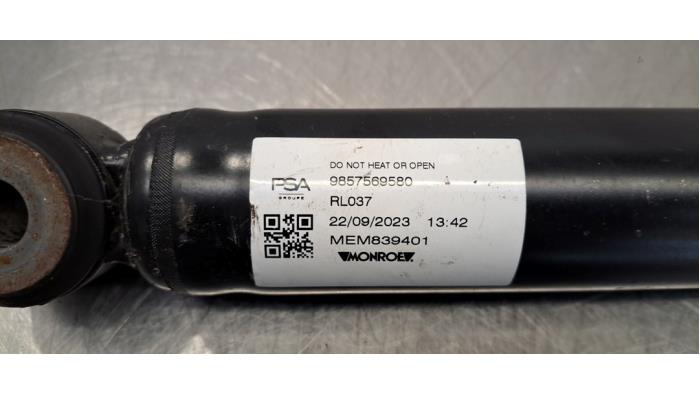 DO NOT HEAT OR OPEN
PSA
GROUPE
9857569580
RL037
22/09/2023 13:42
MEM839401
MONROE